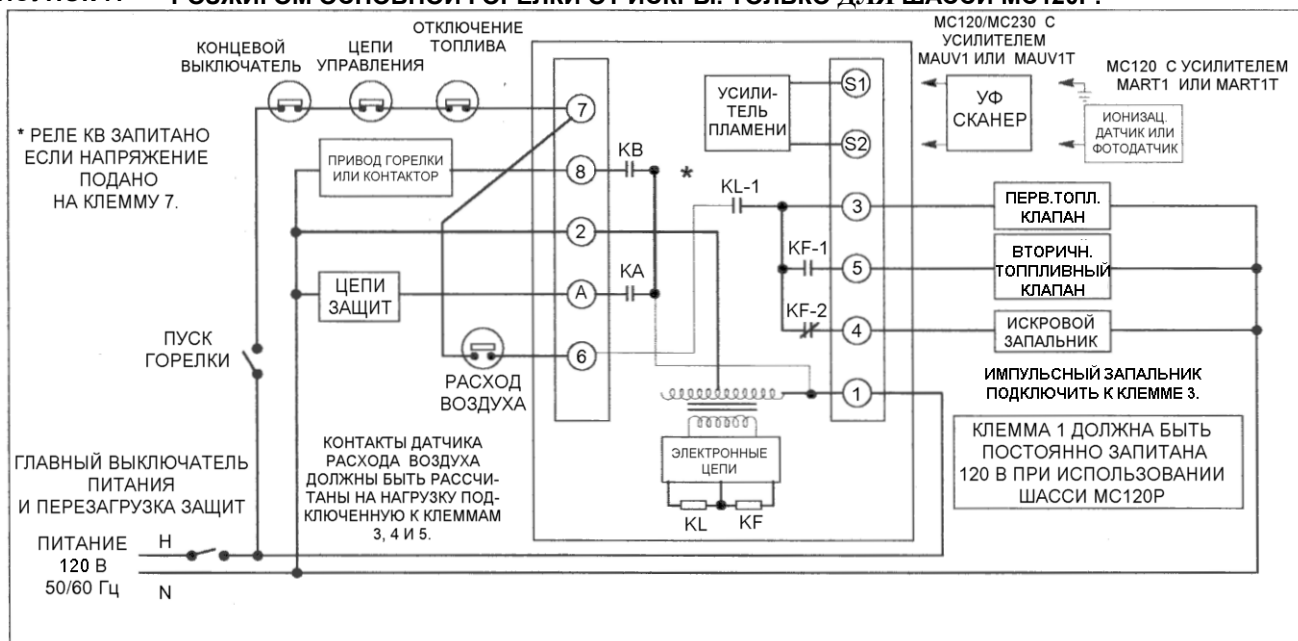 РОЗЖИГОМ ОСНОВНОЙ ГОРЕЛКИ ОТ ИСКРЫ. ТОЛЬКО ДЛЯ ШАССИ МС120Р.
КОНЦЕВОЙ
ВЫКЛЮЧАТЕЛЬ
ЦЕПИ
УПРАВЛЕНИЯ
ОТКЛЮЧЕНИЕ
ТОПЛИВА
* РЕЛЕ КВ ЗАПИТАНО
ЕСЛИ НАПРЯЖЕНИЕ
ПОДАНО
НА КЛЕММУ 7.
ПРИВОД ГОРЕЛКИ
ИЛИ КОНТАКТОР
ЦЕПИ
ЗАЩИТ
ПУСК
ГОРЕЛКИ
РАСХОД
ВОЗДУХА
КОНТАКТЫ ДАТЧИКА
РАСХОДА ВОЗДУХА
ДОЛЖНЫ БЫТЬ РАССЧИ-
ТАНЫ НА НАГРУЗКУ ПОД-
КЛЮЧЕННУЮ К КЛЕММАМ
3, 4 И 5.
ГЛАВНЫЙ ВЫКЛЮЧАТЕЛЬ
ПИТАНИЯ
И ПЕРЕЗАГРУЗКА ЗАЩИТ
ПИТАНИЕ
120 В
50/60 Гц
H
N
7
8
2
A
6
KB
KA
*
KL-1
KF-1
KF-2
УСИЛИ-
ТЕЛЬ
ПЛАМЕНИ
S1
S2
3
5
4
1
ЭЛЕКТРОННЫЕ
ЦЕПИ
KL
KF
МС120/МС230 С
УСИЛИТЕЛЕМ
MAUV1 ИЛИ MAUV1T
УФ
СКАНЕР
МС120 С УСИЛИТЕЛЕМ
MART1 ИЛИ MART1T
ИОНИЗАЦ.
ДАТЧИК ИЛИ
ФОТОДАТЧИК
ПЕРВ.ТОПЛ.
КЛАПАН
ВТОРИЧН.
ТОППЛИВНЫЙ
КЛАПАН
ИСКРОВОЙ
ЗАПАЛЬНИК
ИМПУЛЬСНЫЙ ЗАПАЛЬНИК
ПОДКЛЮЧИТЬ К КЛЕММЕ 3.
КЛЕММА 1 ДОЛЖНА БЫТЬ
ПОСТОЯННО ЗАПИТАНА
120 В ПРИ ИСПОЛЬЗОВАНИИ
ШАССИ МС120Р